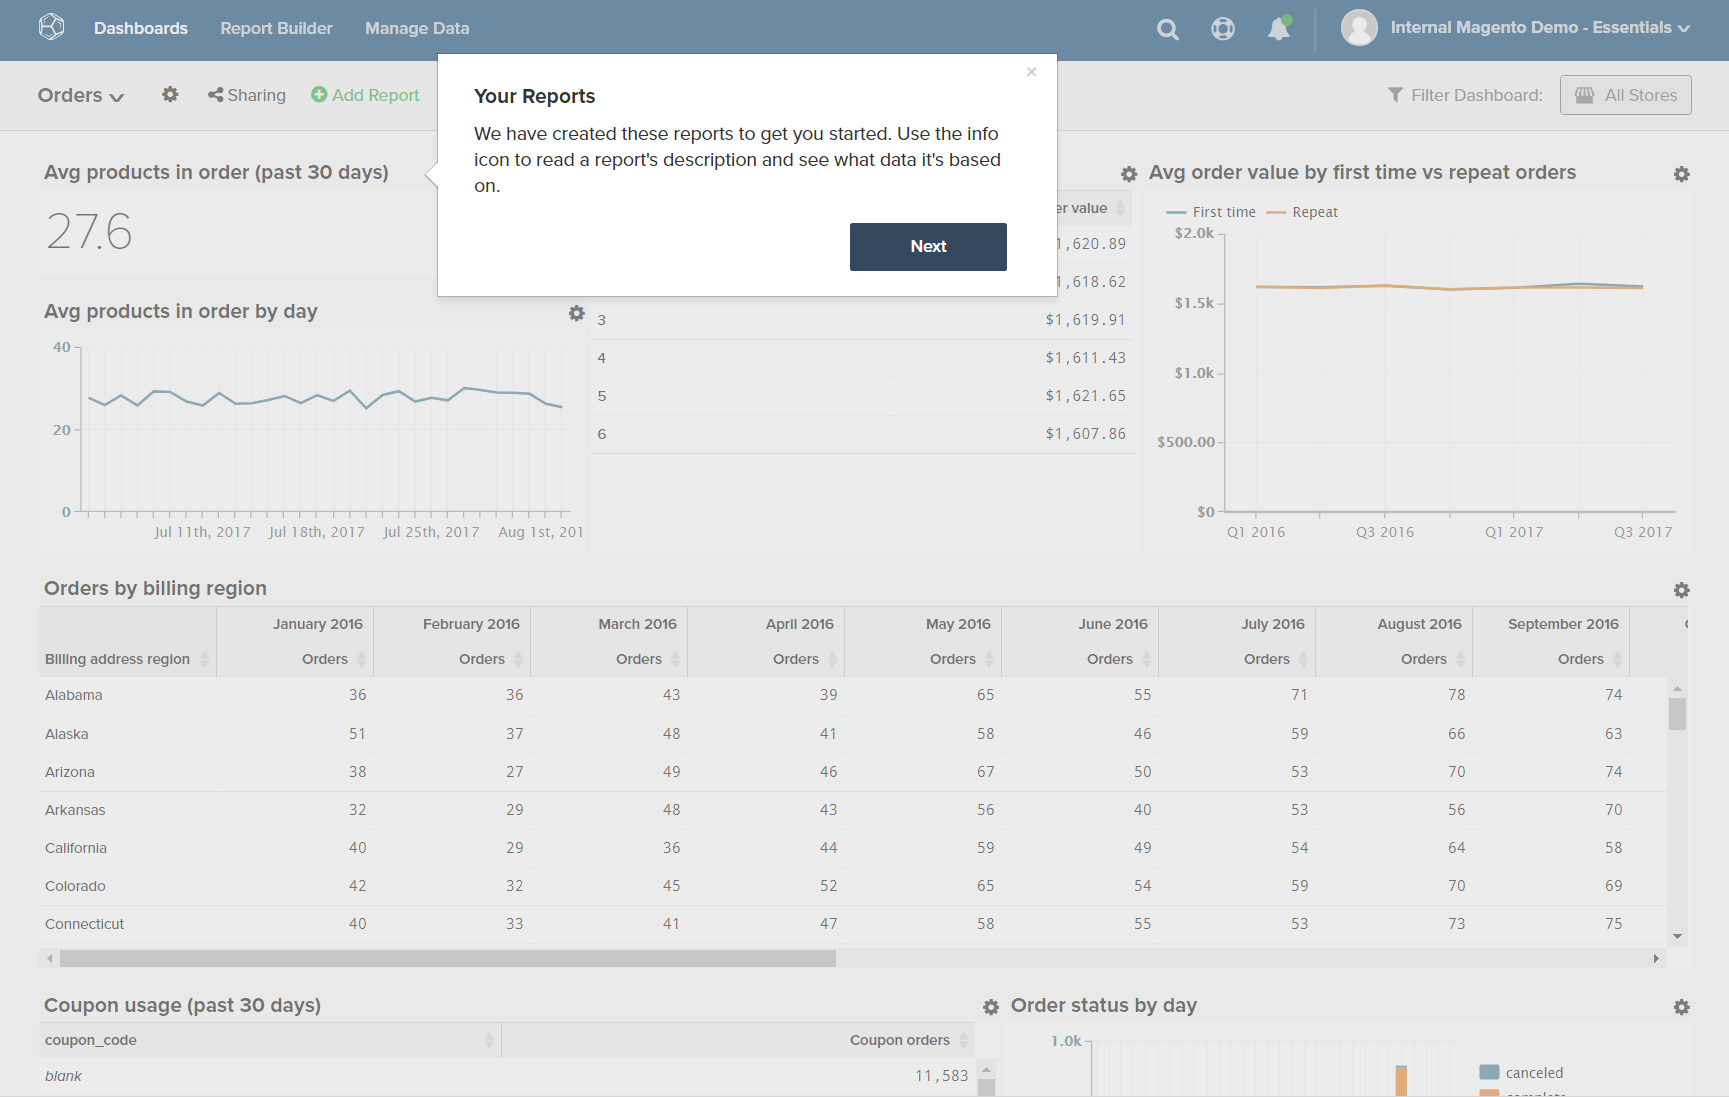 Dashboards Report Builder Manage Data Internal Magento Demo - Essentials
Orders Sharing Add Report Filter Dashboard: All Stores
×
Your Reports
We have created these reports to get you started. Use the info
icon to read a report's description and see what data it's based
on.
Next
Avg products in order (past 30 days)
27.6
Avg products in order by day
40
20
0
Jul 11th, 2017 Jul 18th, 2017 Jul 25th, 2017 Aug 1st, 201
er value
1,620.89
1,618.62
3 $1,619.91
4 $1,611.43
5 $1,621.65
6 $1,607.86
Avg order value by first time vs repeat orders
First time Repeat
$2.0k
$1.5k
$1.0k
$500.00
$0
Q1 2016 Q3 2016 Q1 2017 Q3 2017
Orders by billing region
January 2016 February 2016 March 2016 April 2016 May 2016 June 2016 July 2016 August 2016 September 2016
Billing address region Orders Orders Orders Orders Orders Orders Orders Orders Orders
Alabama 36 36 43 39 65 55 71 78 74
Alaska 51 37 48 41 58 46 59 66 63
Arizona 38 27 49 46 67 50 53 70 74
Arkansas 32 29 48 43 56 40 53 56 70
California 40 29 36 44 59 49 54 64 58
Colorado 42 32 45 52 65 54 59 70 69
Connecticut 40 33 41 47 58 55 53 73 75
Coupon usage (past 30 days)
coupon_code Coupon orders
blank 11,583
Order status by day
1.0k
canceled